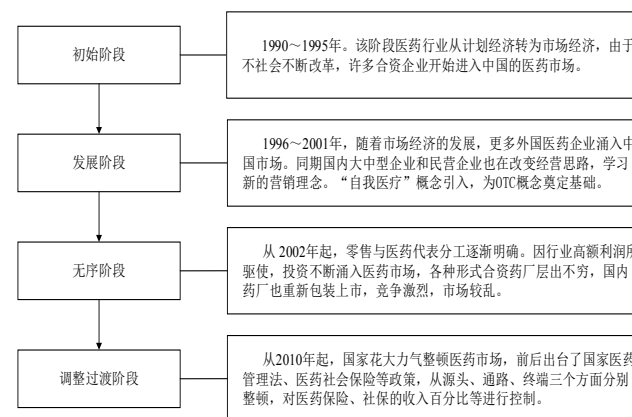 初始阶段
1990～1995年。该阶段医药行业从计划经济转为市场经济，由于
不社会不断改革，许多合资企业开始进入中国的医药市场。
发展阶段
1996～2001年，随着市场经济的发展，更多外国医药企业涌入中
国市场。同期国内大中型企业和民营企业也在改变经营思路，学习
新的营销理念。“自我医疗”概念引入，为OTC概念奠定基础。
无序阶段
从 2002年起，零售与医药代表分工逐渐明确。因行业高额利润所
驱使，投资不断涌入医药市场，各种形式合资药厂层出不穷，国内
药厂也重新包装上市，竞争激烈，市场较乱。
调整过渡阶段
从2010年起，国家花大力气整顿医药市场，前后出台了国家医药
管理法、医药社会保险等政策，从源头、通路、终端三个方面分别
整顿，对医药保险、社保的收入百分比等进行控制。